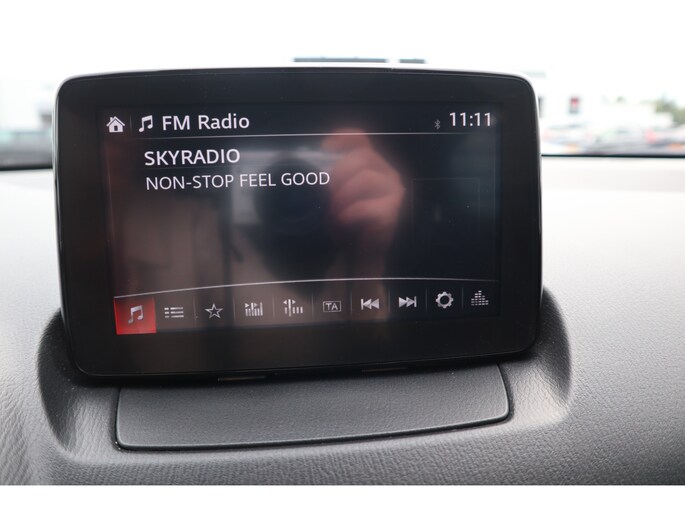 FM Radio 11:11
SKYRADIO
NON-STOP FEEL GOOD
TA